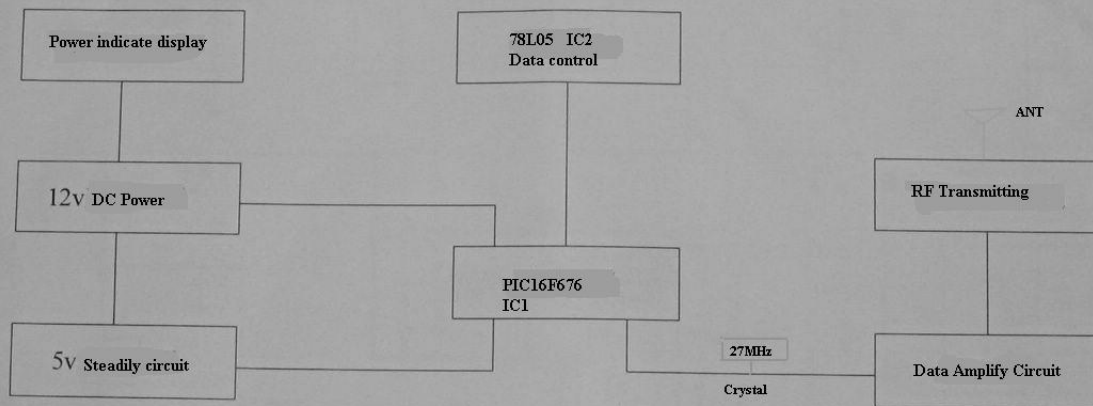 Power indicate display
78L05 IC2
Data control
ANT
12v DC Power
RF Transmitting
PIC16F676
IC1
5v Steadily circuit
27MHz
Crystal
Data Amplify Circuit